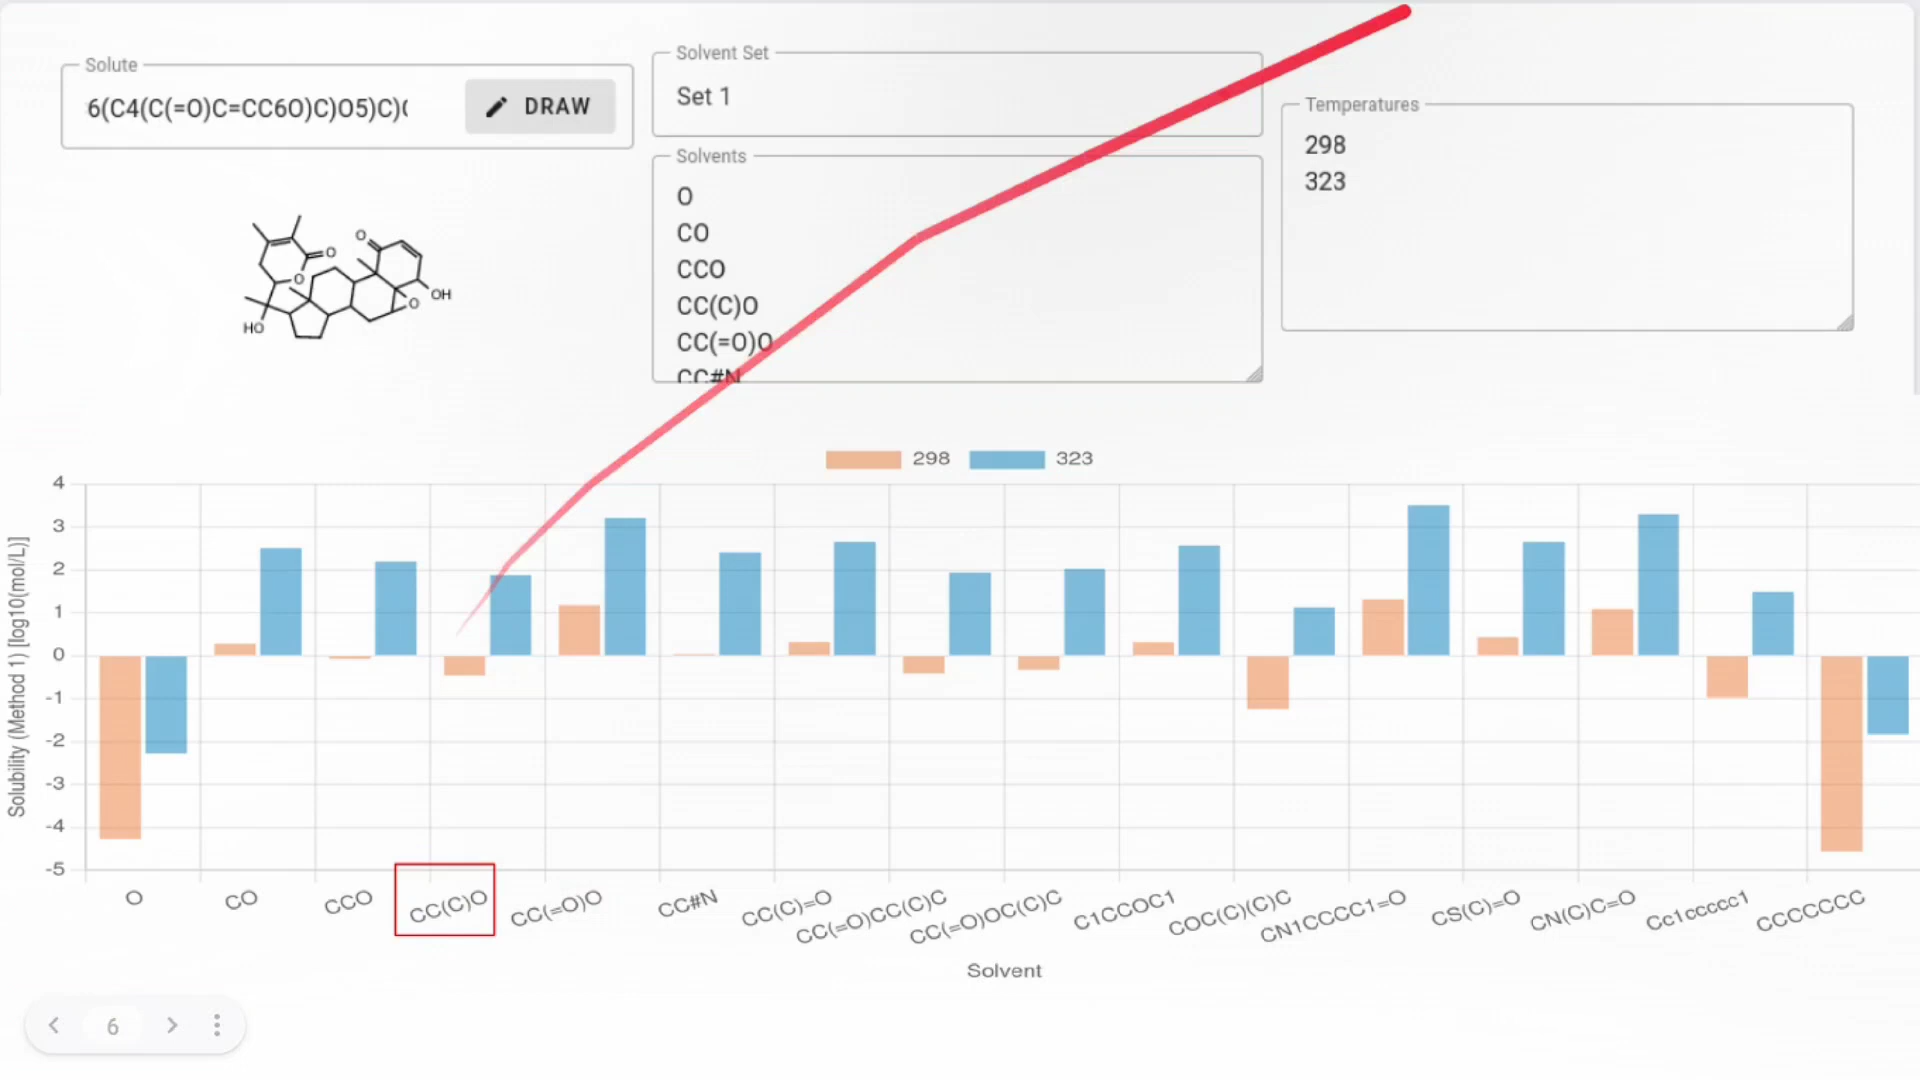 Solute
6(C4(C(=O)C=CC6O)C)O5)C)(
DRAW
Solvent Set
Set 1
Solvents
O
CO
CCO
CC(C)O
CC(=O)O
CC#N
Temperatures
298
323
O
O
O
O
OH
HO
298
323
4
3
2
1
0
-1
-2
-3
-4
-5
Solubility (Method 1) [log10(mol/L)]
O
CO
CCO
CC(C)O
CC(=O)O
CC#N
CC(C)=O
CC(=O)CC(C)C
CC(=O)OC(C)C
C1CCOC1
COC(C)(C)C
CN1CCCC1=O
CS(C)=O
CN(C)C=O
Cc1ccccc1
CCCCCCC
Solvent
6